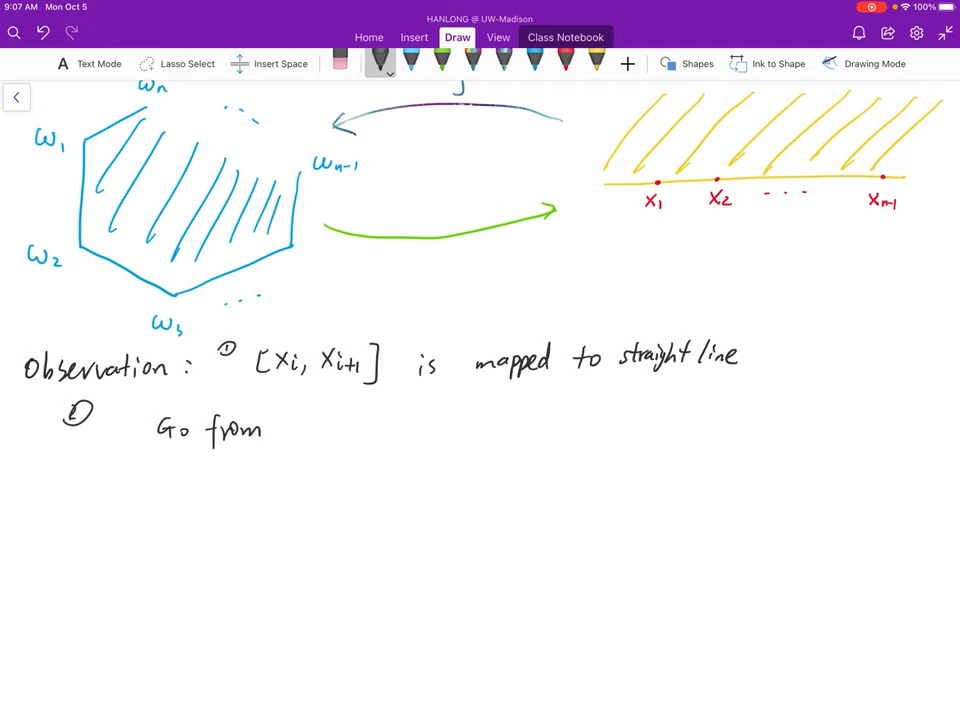 9:07 AM Mon Oct 5
100%
HANLONG @ UW-Madison
Home Insert Draw View Class Notebook
Text Mode Lasso Select Insert Space Shapes Ink to Shape Drawing Mode
ωn
...
ω1
ωn-1
ω2
...
ω3
x1 x2 ... xn-1
Observation : ① [xi, xi+1] is mapped to straight line
② Go from